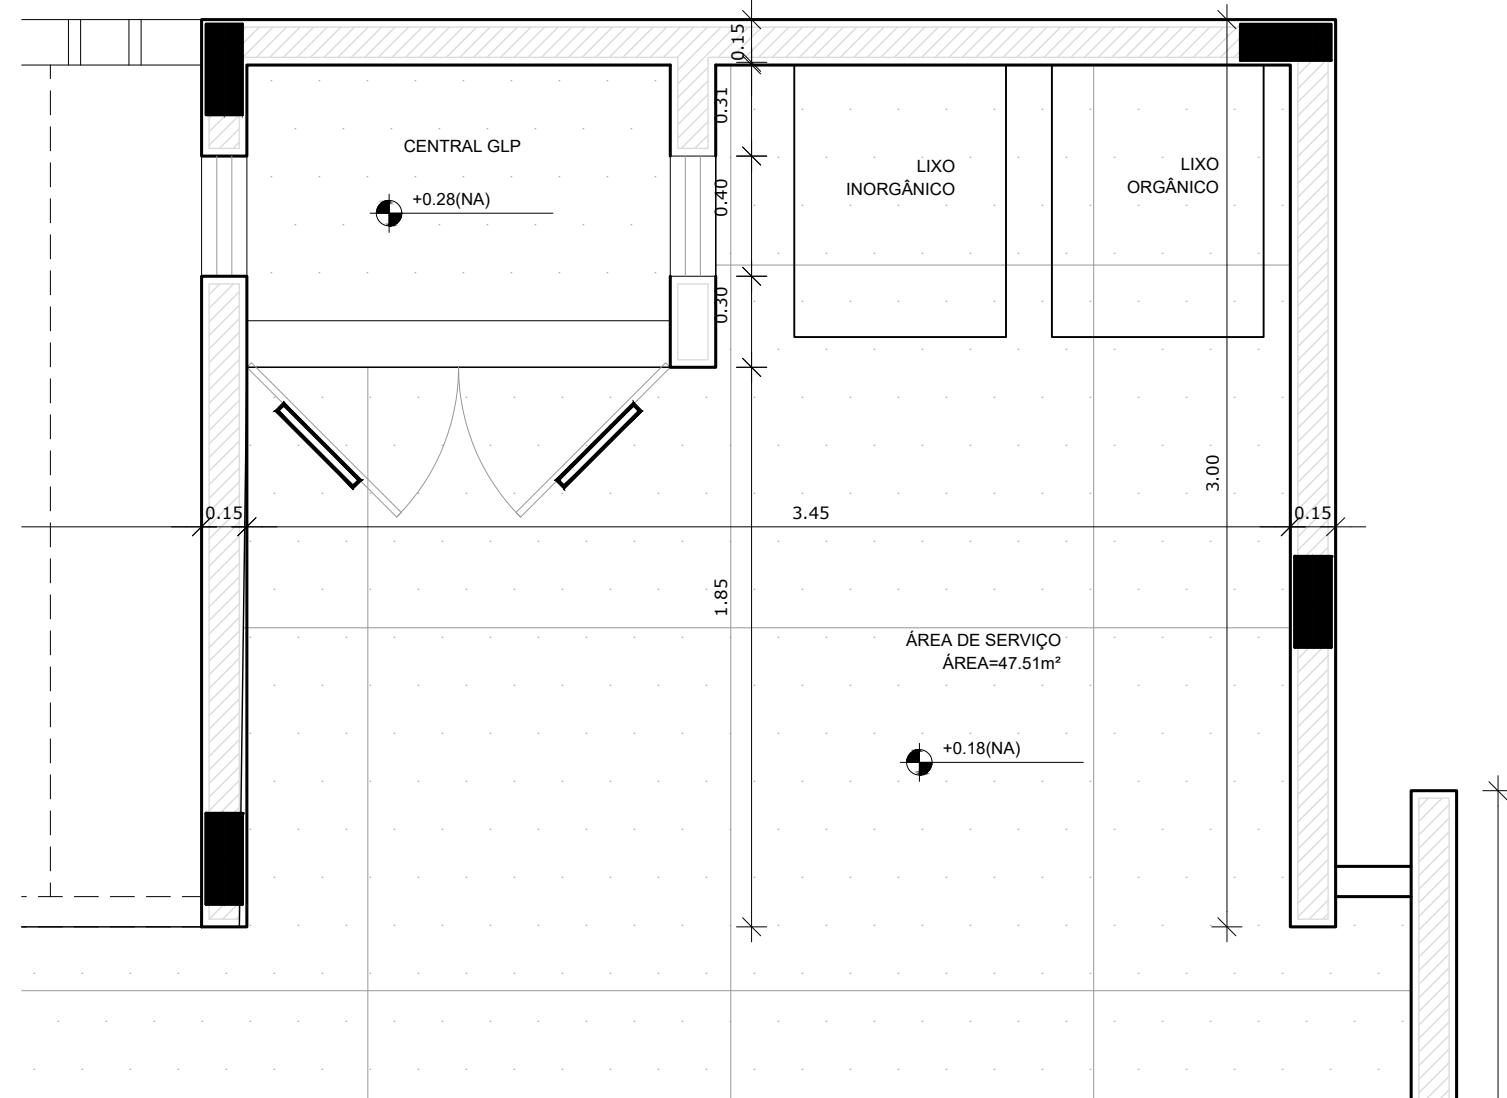 0.15
0.31
CENTRAL GLP
LIXO
INORGÂNICO
LIXO
ORGÂNICO
+0.28(NA)
0.40
0.30
3.00
0.15
3.45
0.15
1.85
ÁREA DE SERVIÇO
ÁREA=47.51m²
+0.18(NA)